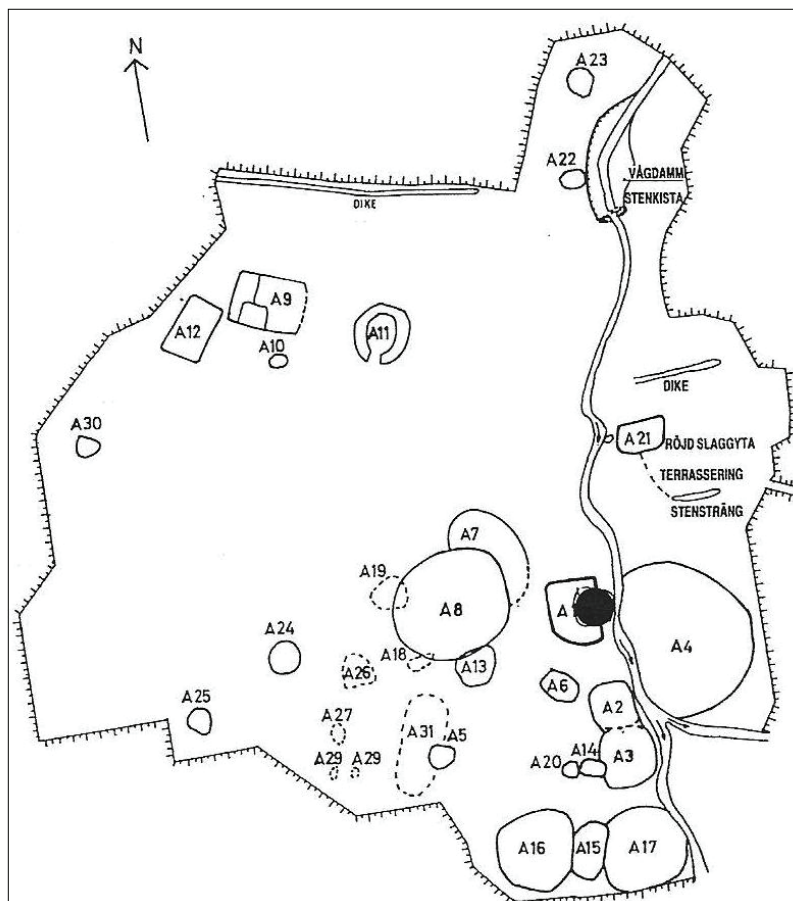 N
A23
A22
VÄGDAMM
STENKISTA
DIKE
A9
A12
A11
A10
DIKE
A30
A21
RÖJD SLAGGYTA
TERRASSERING
STENSTRÄNG
A7
A19
A8
A4
A24
A18
A26
A13
A6
A2
A25
A27
A31
A5
A14
A3
A20
A29
A29
A16
A15
A17